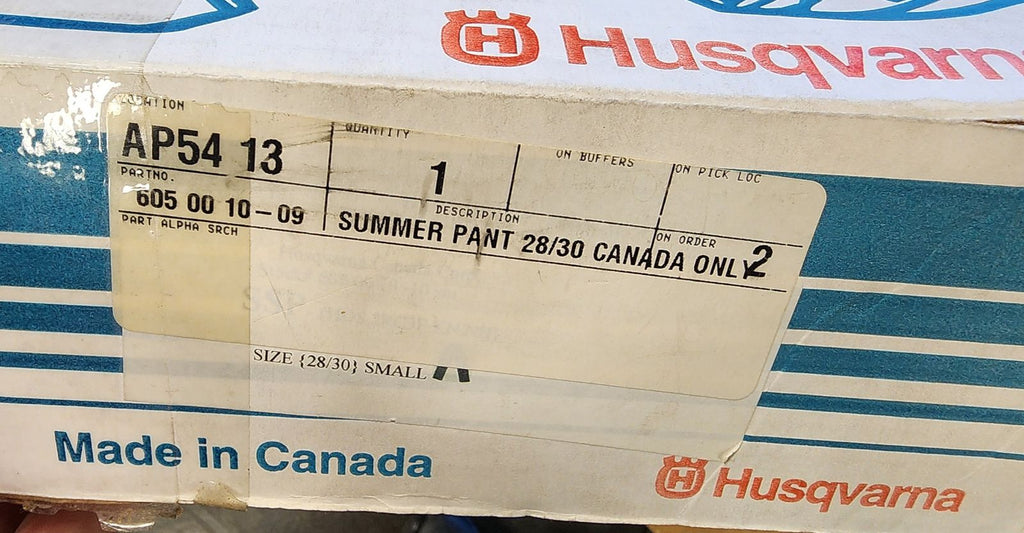 Husqvarna
QUANTITY
ON BUFFERS
ON PICK LOC
AP54 13
1
PARTNO.
DESCRIPTION
ON ORDER
605 00 10-09
SUMMER PANT 28/30 CANADA ONLY
2
PART ALPHA SRCH
SIZE {28/30} SMALL
Made in Canada
Husqvarna